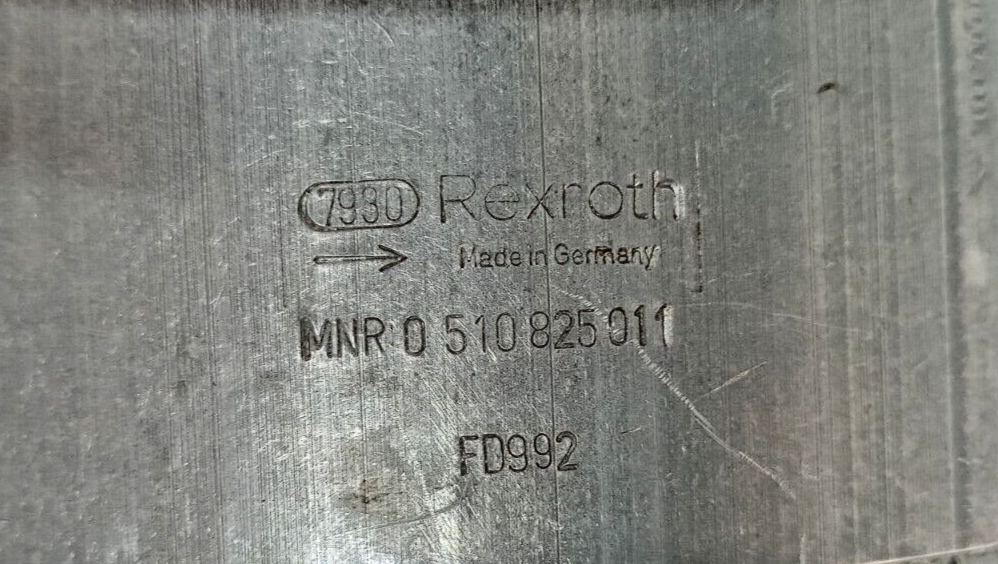 7930 Rexroth
→ Made in Germany
MNR 0 510 825 011
FD992